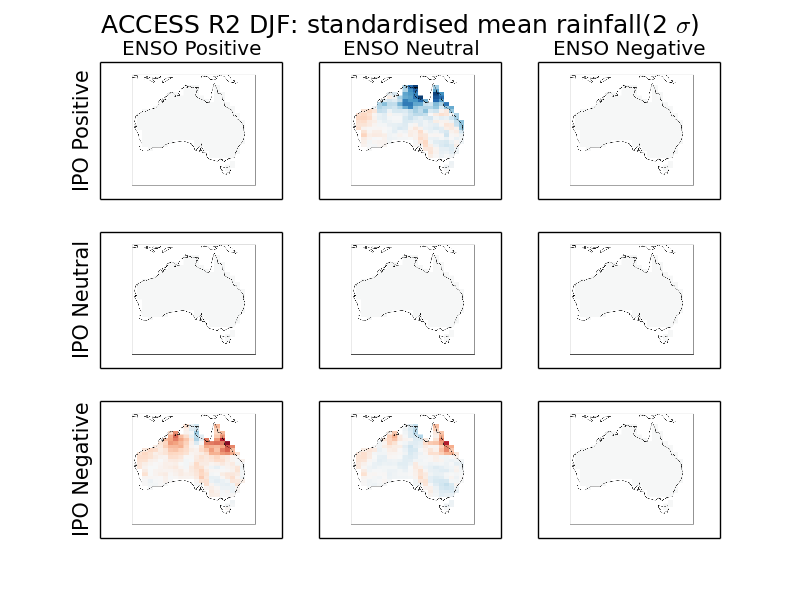 ACCESS R2 DJF: standardised mean rainfall(2 σ)
ENSO Positive ENSO Neutral ENSO Negative
IPO Positive
IPO Neutral
IPO Negative